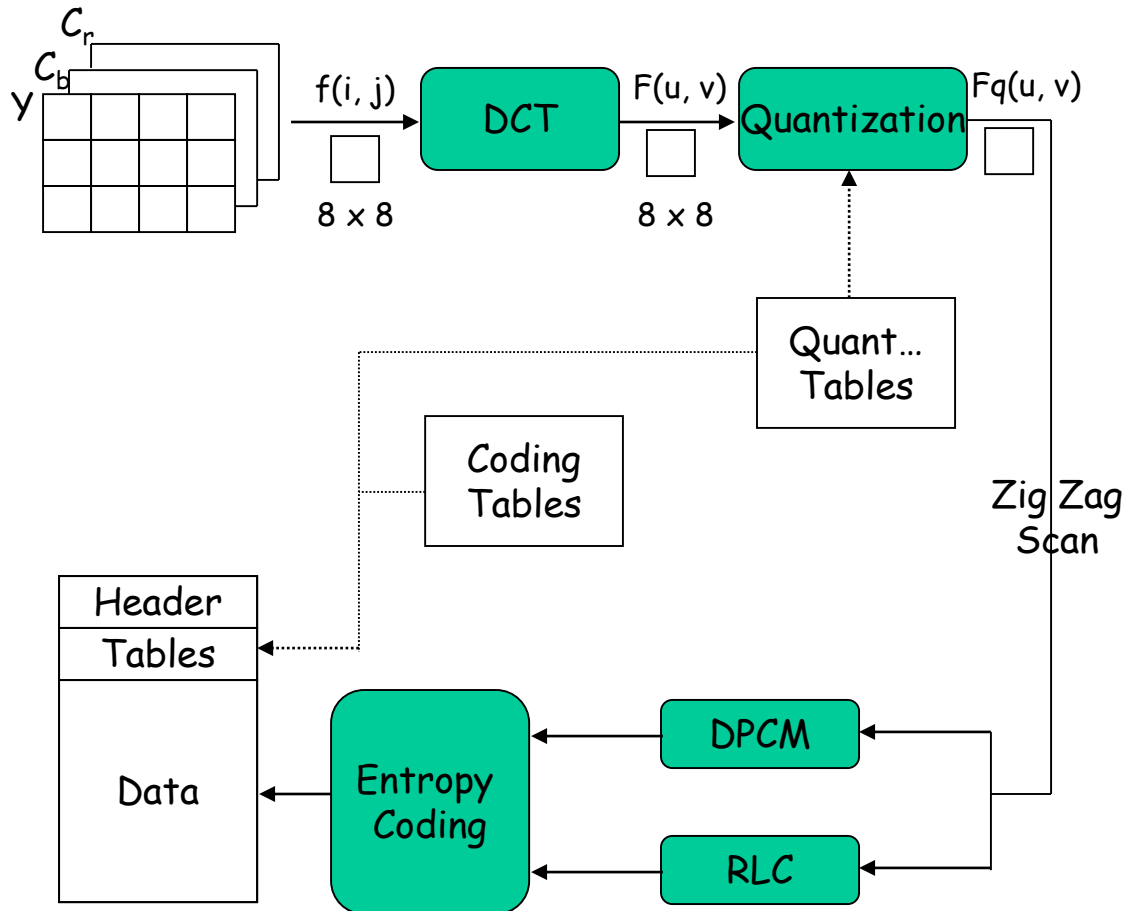 Cr
Cb
Y
f(i, j)
8 x 8
DCT
F(u, v)
8 x 8
Quantization
Fq(u, v)
Quant...
Tables
Coding
Tables
Zig Zag
Scan
Header
Tables
Data
Entropy
Coding
DPCM
RLC